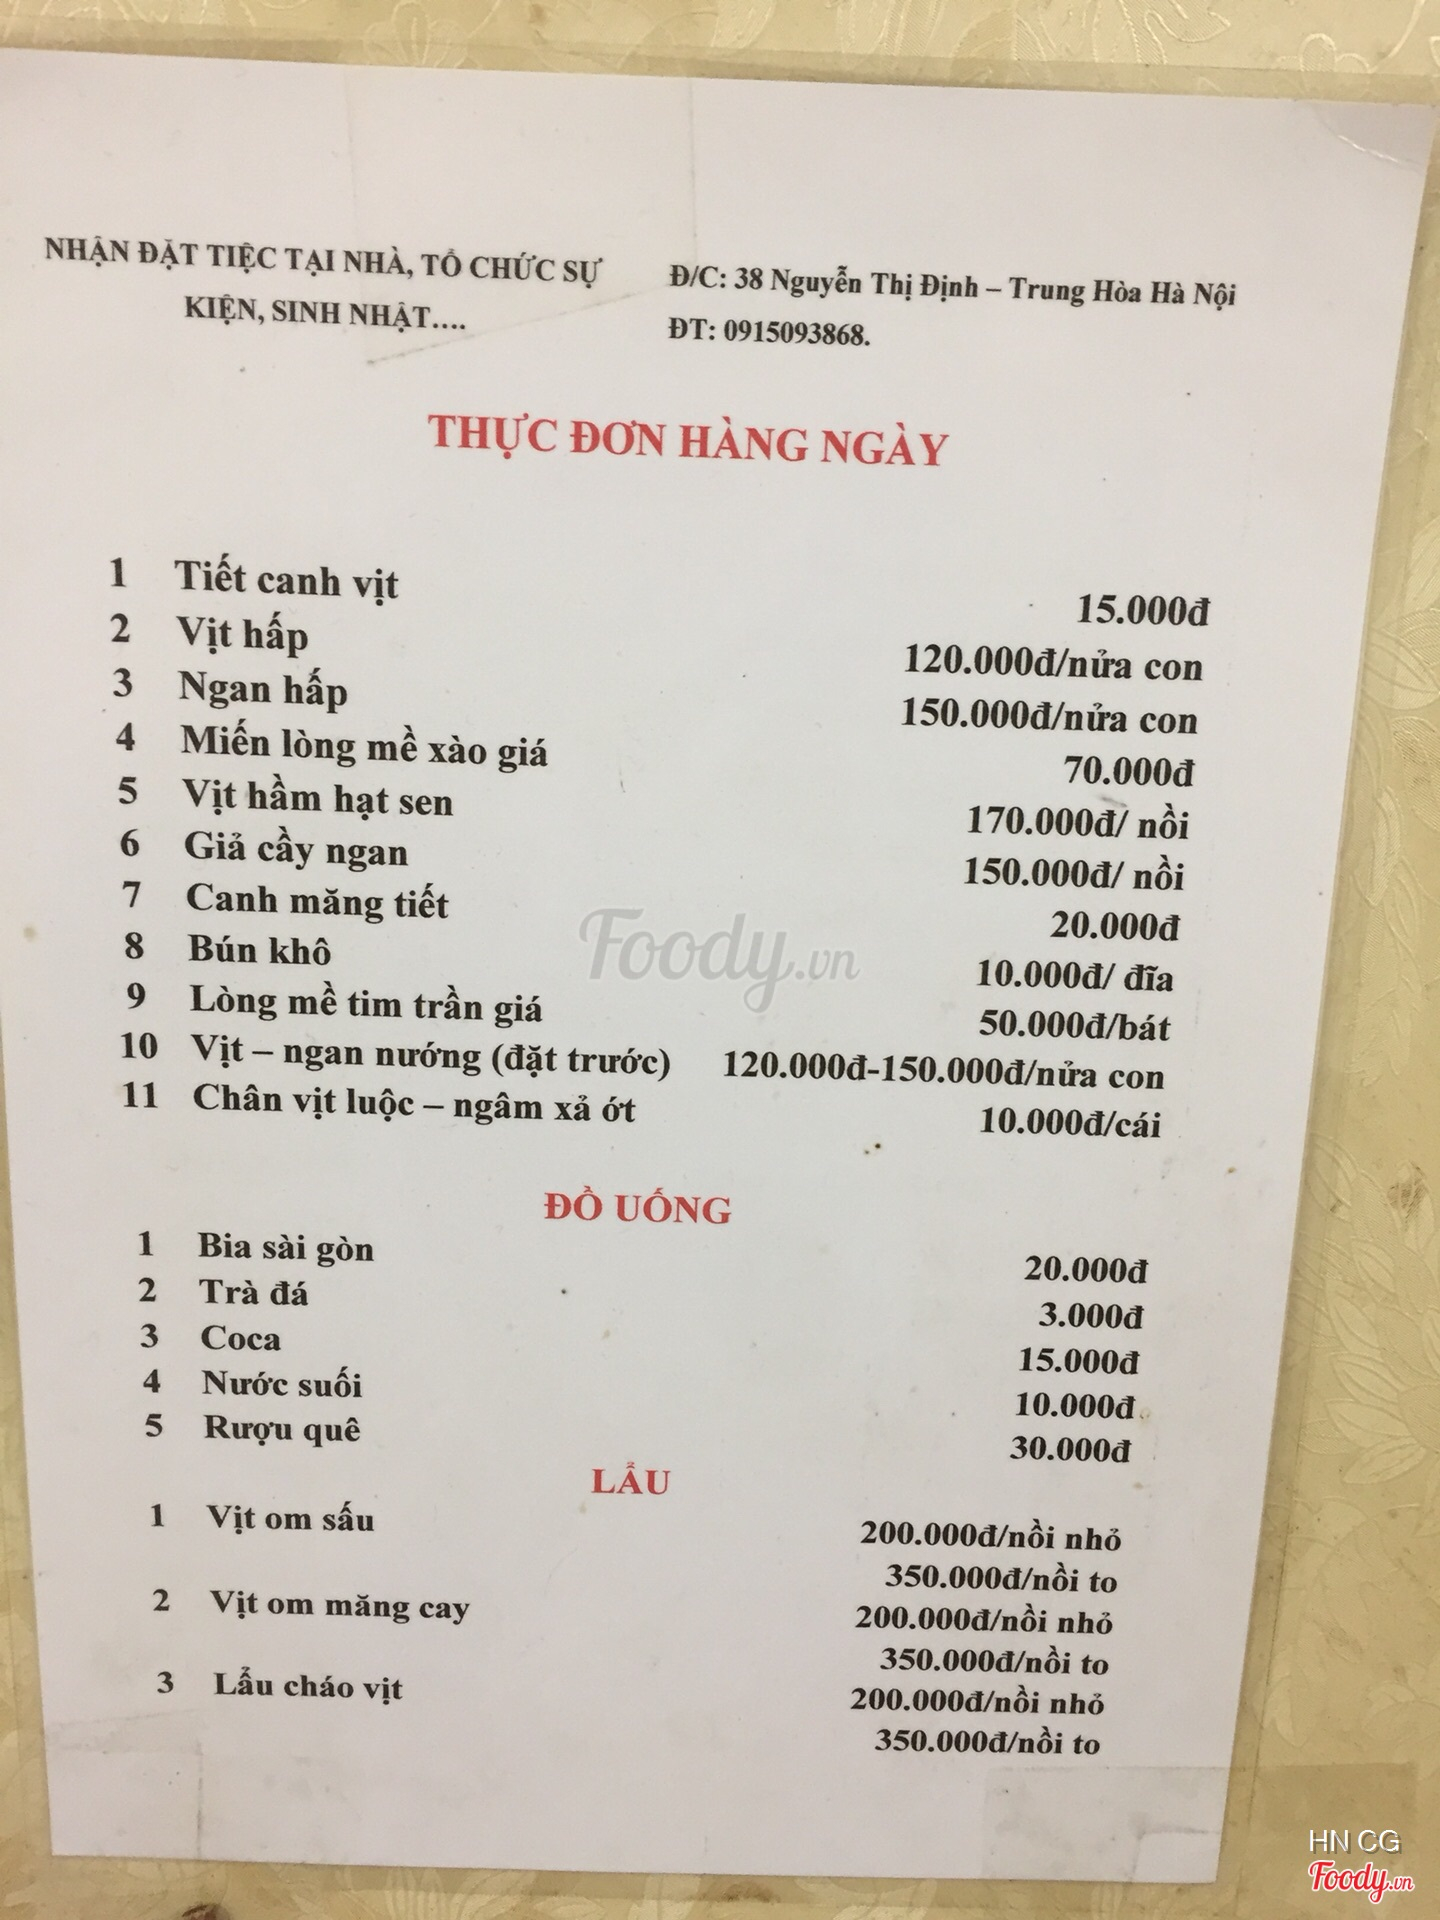 NHẬN ĐẶT TIỆC TẠI NHÀ, TỔ CHỨC SỰ
KIỆN, SINH NHẬT....
Đ/C: 38 Nguyễn Thị Định – Trung Hòa Hà Nội
ĐT: 0915093868.
THỰC ĐƠN HÀNG NGÀY
1 Tiết canh vịt 15.000đ
2 Vịt hấp 120.000đ/nửa con
3 Ngan hấp 150.000đ/nửa con
4 Miến lòng mề xào giá 70.000đ
5 Vịt hầm hạt sen 170.000đ/ nồi
6 Giả cầy ngan 150.000đ/ nồi
7 Canh măng tiết 20.000đ
8 Bún khô 10.000đ/ đĩa
9 Lòng mề tim trần giá 50.000đ/bát
10 Vịt – ngan nướng (đặt trước) 120.000đ-150.000đ/nửa con
11 Chân vịt luộc – ngâm xả ớt 10.000đ/cái
Foody.vn
ĐỒ UỐNG
1 Bia sài gòn 20.000đ
2 Trà đá 3.000đ
3 Coca 15.000đ
4 Nước suối 10.000đ
5 Rượu quê 30.000đ
LẨU
1 Vịt om sấu 200.000đ/nồi nhỏ
350.000đ/nồi to
2 Vịt om măng cay 200.000đ/nồi nhỏ
350.000đ/nồi to
3 Lẩu cháo vịt 200.000đ/nồi nhỏ
350.000đ/nồi to
HN CG
Foody.vn